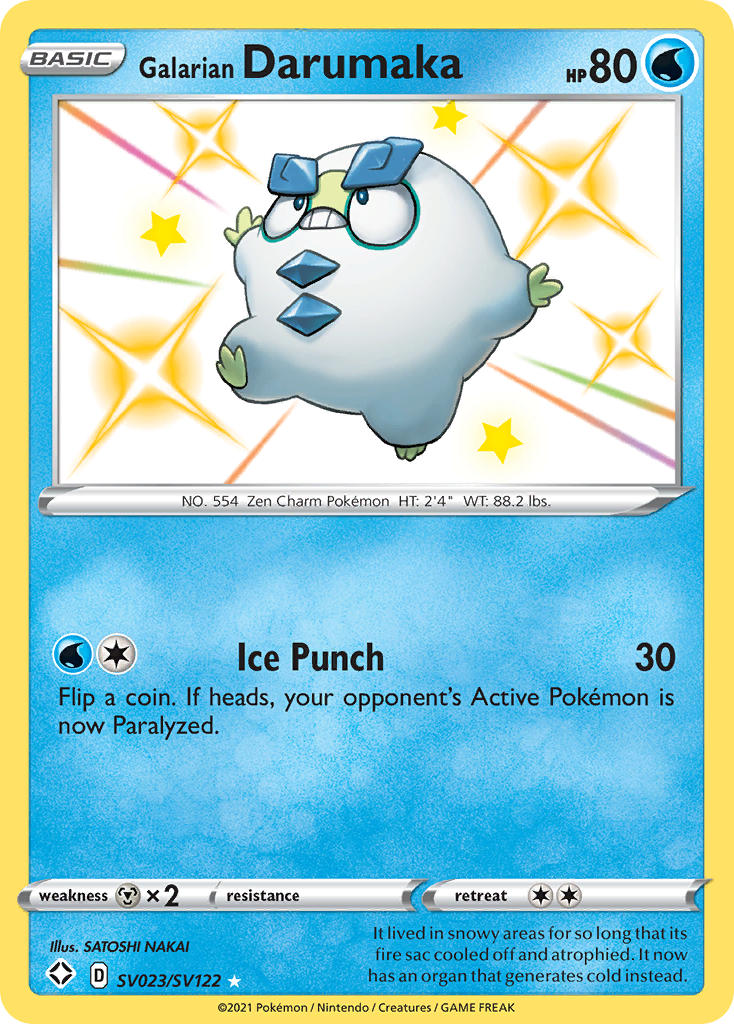 BASIC
Galarian Darumaka
HP 80
NO. 554 Zen Charm Pokémon HT: 2'4" WT: 88.2 lbs.
Ice Punch 30
Flip a coin. If heads, your opponent's Active Pokémon is
now Paralyzed.
weakness ×2 resistance retreat
Illus. SATOSHI NAKAI
D SV023/SV122
It lived in snowy areas for so long that its
fire sac cooled off and atrophied. It now
has an organ that generates cold instead.
©2021 Pokémon / Nintendo / Creatures / GAME FREAK